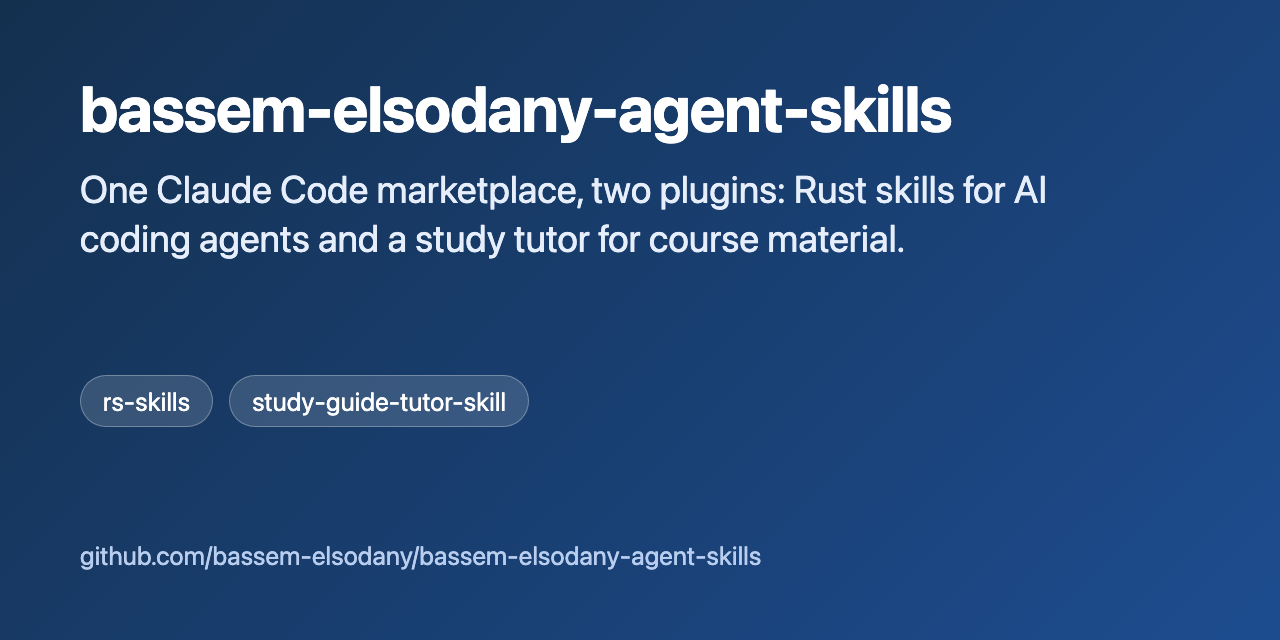 bassem-elsodany-agent-skills
One Claude Code marketplace, two plugins: Rust skills for AI
coding agents and a study tutor for course material.
rs-skills
study-guide-tutor-skill
github.com/bassem-elsodany/bassem-elsodany-agent-skills